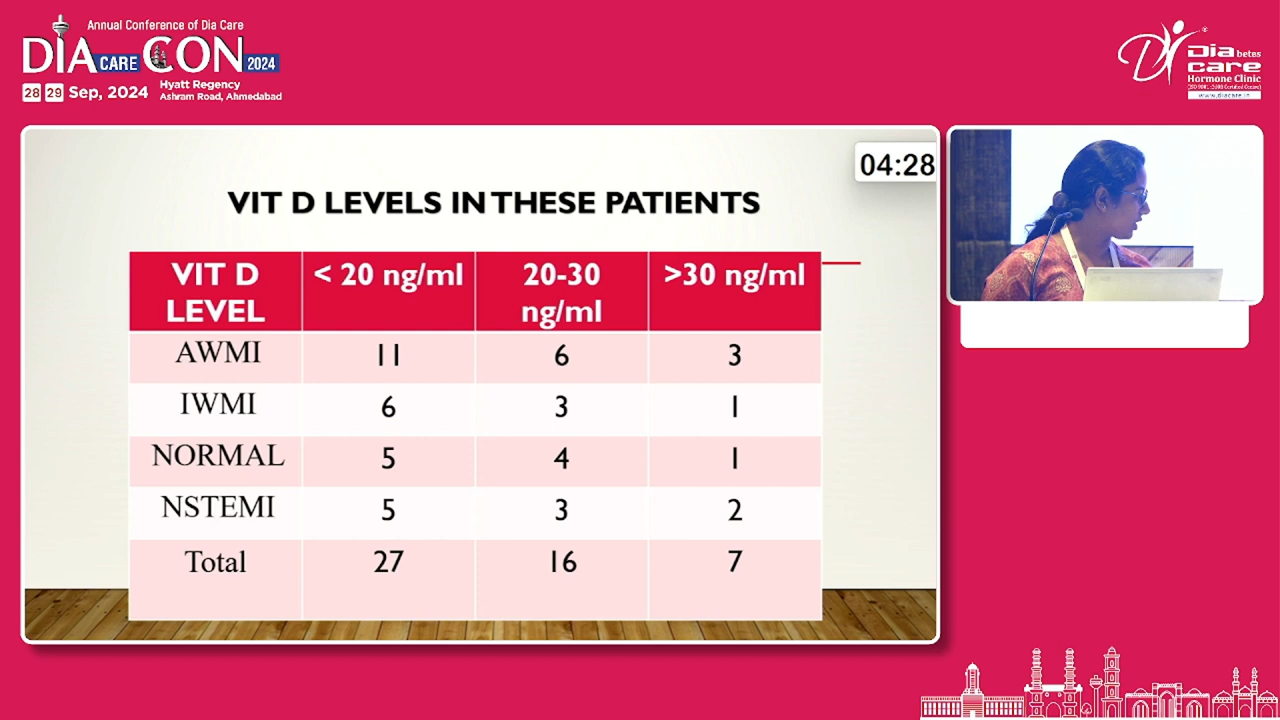 Annual Conference of Dia Care
DIA CARE CON 2024
28 29 Sep, 2024
Hyatt Regency
Ashram Road, Ahmedabad
Diabetes
care
Hormone Clinic
04:28
VIT D LEVELS IN THESE PATIENTS
VIT D LEVEL < 20 ng/ml 20-30 ng/ml >30 ng/ml
AWMI 11 6 3
IWMI 6 3 1
NORMAL 5 4 1
NSTEMI 5 3 2
Total 27 16 7